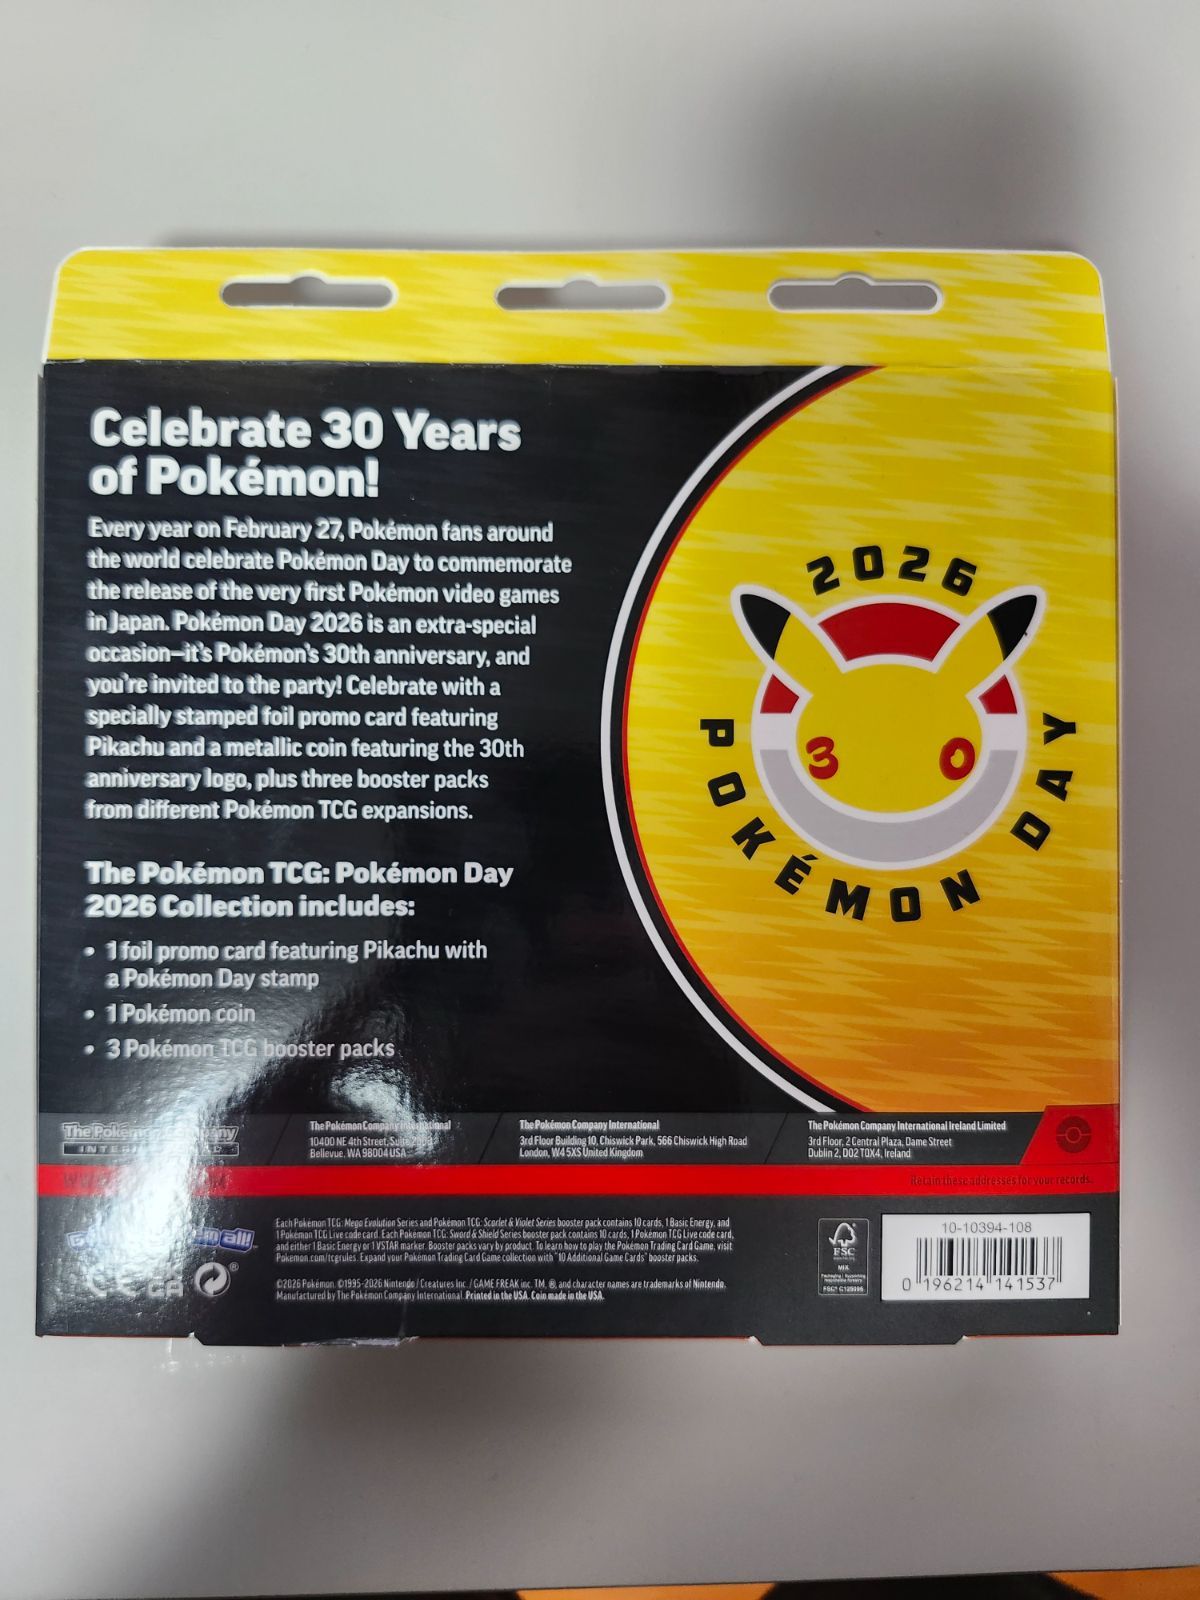 Celebrate 30 Years
of Pokémon!
Every year on February 27, Pokémon fans around
the world celebrate Pokémon Day to commemorate
the release of the very first Pokémon video games
in Japan. Pokémon Day 2026 is an extra-special
occasion—it's Pokémon's 30th anniversary, and
you're invited to the party! Celebrate with a
specially stamped foil promo card featuring
Pikachu and a metallic coin featuring the 30th
anniversary logo, plus three booster packs
from different Pokémon TCG expansions.
The Pokémon TCG: Pokémon Day
2026 Collection includes:
• 1 foil promo card featuring Pikachu with
a Pokémon Day stamp
• 1 Pokémon coin
• 3 Pokémon TCG booster packs
2026
30
POKÉMON DAY
The Pokémon Company
The Pokémon Company International
10400 NE 4th Street, Suite
Bellevue, WA 98004 USA
The Pokémon Company International
3rd Floor Building 10, Chiswick Park, 566 Chiswick High Road
London, W4 5XS United Kingdom
The Pokémon Company International Ireland Limited
3rd Floor, 2 Central Plaza, Dame Street
Dublin 2, D02 T0X4, Ireland
Retain these addresses for your records.
Each Pokémon TCG: Mega Evolution Series and Pokémon TCG: Scarlet & Violet Series booster pack contains 10 cards, 1 Basic Energy, and
1 Pokémon TCG Live code card. Each Pokémon TCG: Sword & Shield Series booster pack contains 10 cards, 1 Pokémon TCG Live code card,
and either 1 Basic Energy or 1 VSTAR marker. Booster packs vary by product. To learn how to play the Pokémon Trading Card Game, visit
Pokemon.com/tcgrules. Expand your Pokémon Trading Card Game collection with "10 Additional Game Cards" booster packs.
©2026 Pokémon. ©1995-2026 Nintendo / Creatures Inc. / GAME FREAK inc. TM, ®, and character names are trademarks of Nintendo.
Manufactured by The Pokémon Company International. Printed in the USA. Coin made in the USA.
CE
®
FSC
MIX
10-10394-108
0 196214 141537